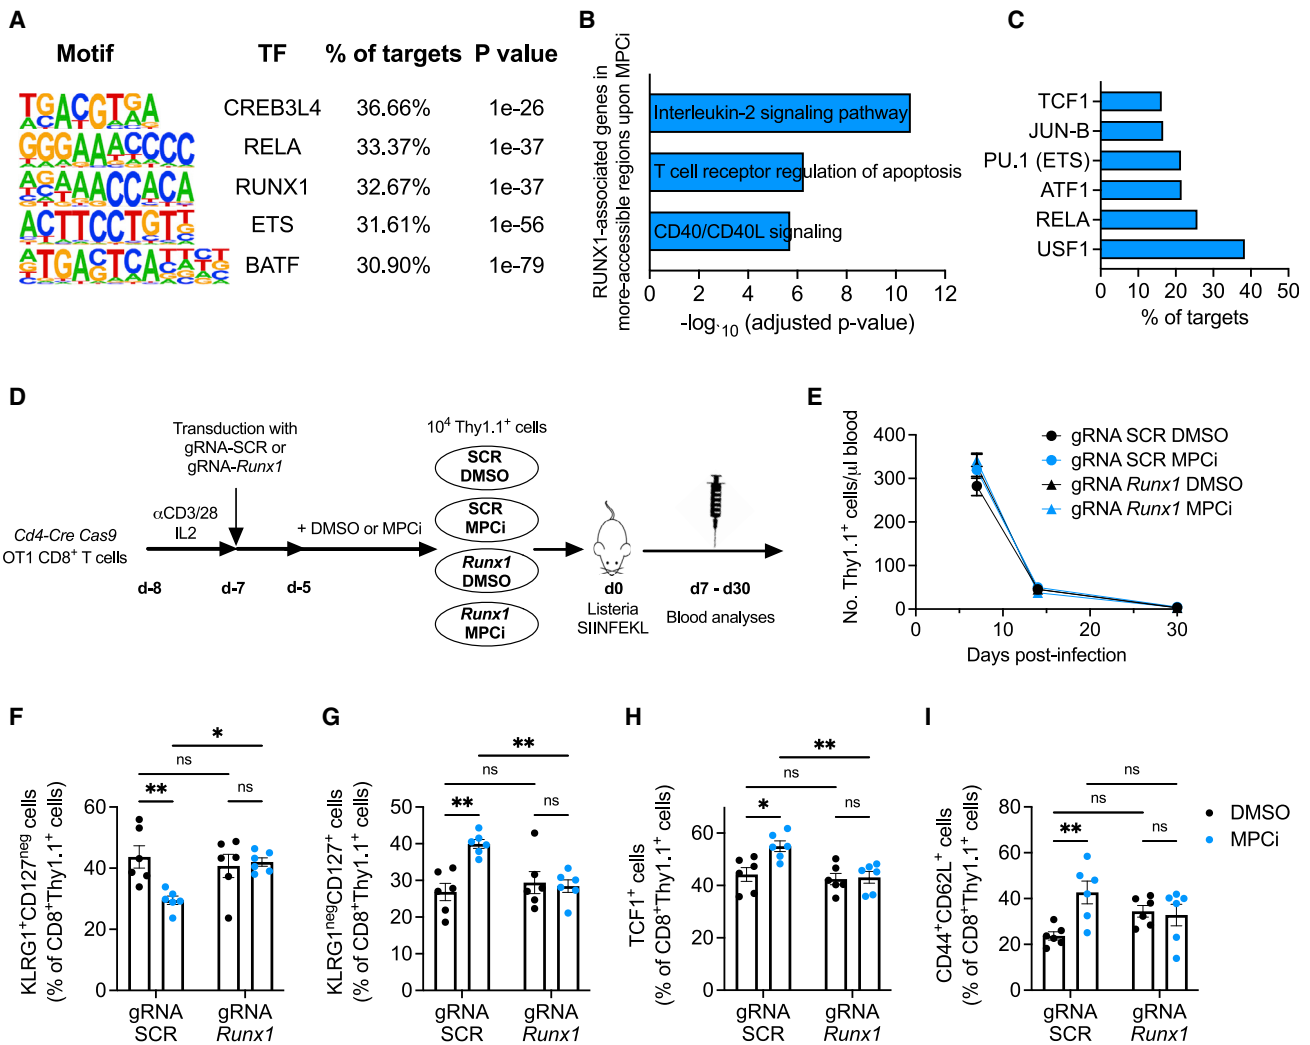 A
Motif TF % of targets P value
CREB3L4 36.66% 1e-26
RELA 33.37% 1e-37
RUNX1 32.67% 1e-37
ETS 31.61% 1e-56
BATF 30.90% 1e-79
B
RUNX1-associated genes in
more-accessible regions upon MPCi
Interleukin-2 signaling pathway
T cell receptor regulation of apoptosis
CD40/CD40L signaling
0 2 4 6 8 10 12
-log`10 (adjusted p-value)
C
TCF1
JUN-B
PU.1 (ETS)
ATF1
RELA
USF1
0 10 20 30 40 50
% of targets
D
Transduction with
gRNA-SCR or
gRNA-Runx1
αCD3/28
IL2
+ DMSO or MPCi
Cd4-Cre Cas9
OT1 CD8+ T cells
d-8 d-7 d-5
10⁴ Thy1.1+ cells
SCR
DMSO
SCR
MPCi
Runx1
DMSO
Runx1
MPCi
d0
Listeria
SIINFEKL
d7 - d30
Blood analyses
E
No. Thy1.1+ cells/µl blood
400
300
200
100
0
0 10 20 30
Days post-infection
gRNA SCR DMSO
gRNA SCR MPCi
gRNA Runx1 DMSO
gRNA Runx1 MPCi
F
KLRG1+CD127neg cells
(% of CD8+Thy1.1+ cells)
*
ns
** ns
60
40
20
0
gRNA
SCR
gRNA
Runx1
G
KLRG1negCD127+ cells
(% of CD8+Thy1.1+ cells)
**
ns
** ns
50
40
30
20
10
0
gRNA
SCR
gRNA
Runx1
H
TCF1+ cells
(% of CD8+Thy1.1+ cells)
**
ns
* ns
60
40
20
0
gRNA
SCR
gRNA
Runx1
I
CD44+CD62L+ cells
(% of CD8+Thy1.1+ cells)
ns
ns
** ns
80
60
40
20
0
gRNA
SCR
gRNA
Runx1
DMSO
MPCi